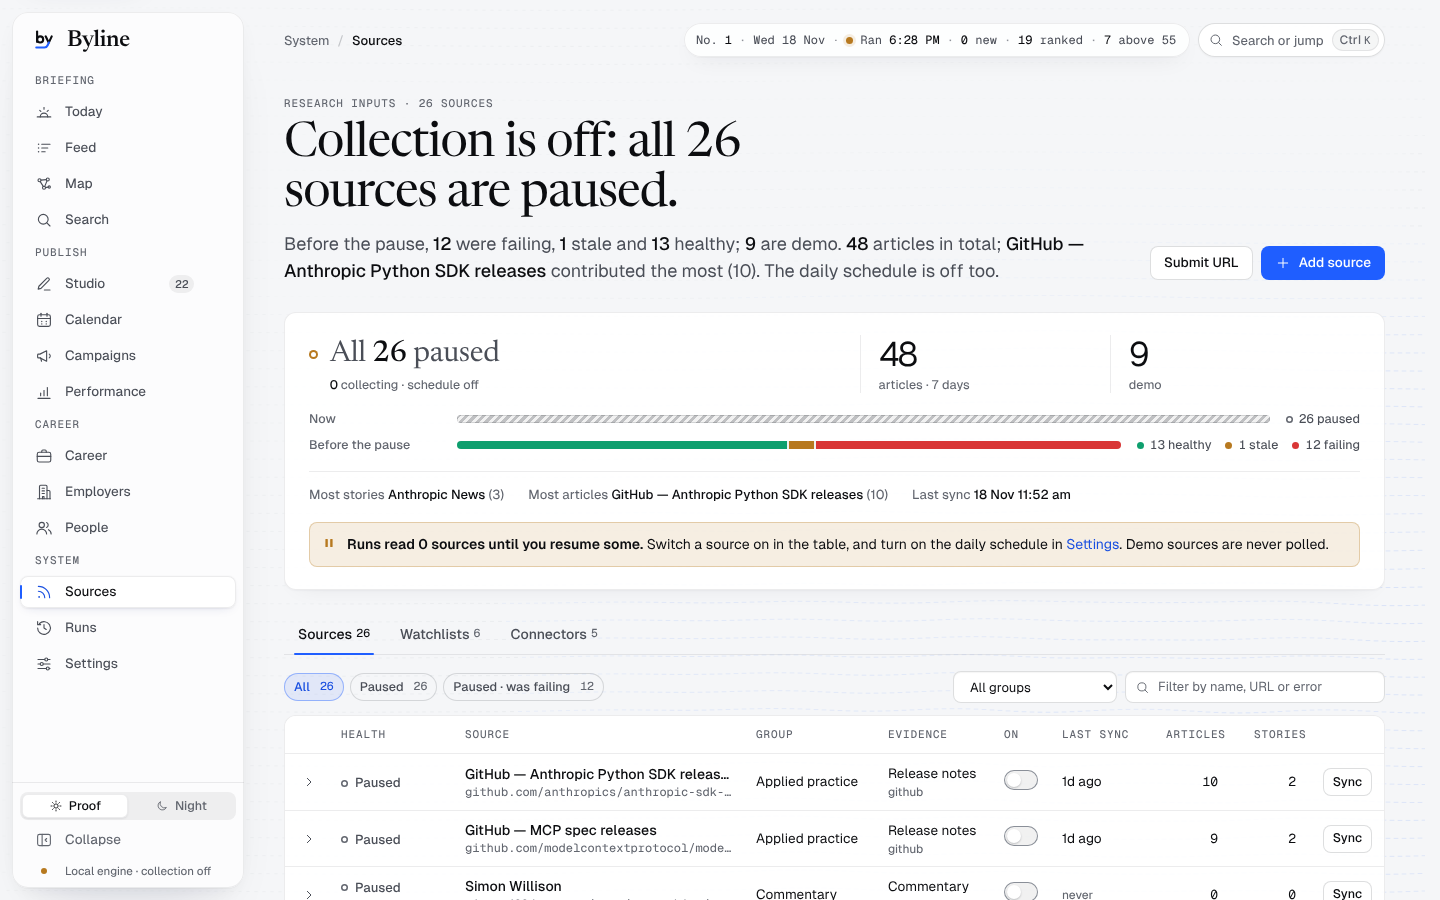 by Byline
BRIEFING
Today
Feed
Map
Search
PUBLISH
Studio 22
Calendar
Campaigns
Performance
CAREER
Career
Employers
People
SYSTEM
Sources
Runs
Settings
Proof Night
Collapse
Local engine · collection off
System / Sources
No. 1 · Wed 18 Nov · Ran 6:28 PM · 0 new · 19 ranked · 7 above 55
Search or jump Ctrl K
RESEARCH INPUTS · 26 SOURCES
Collection is off: all 26
sources are paused.
Before the pause, 12 were failing, 1 stale and 13 healthy; 9 are demo. 48 articles in total; GitHub —
Anthropic Python SDK releases contributed the most (10). The daily schedule is off too.
Submit URL
Add source
All 26 paused
0 collecting · schedule off
48
articles · 7 days
9
demo
Now 26 paused
Before the pause 13 healthy 1 stale 12 failing
Most stories Anthropic News (3) Most articles GitHub — Anthropic Python SDK releases (10) Last sync 18 Nov 11:52 am
Runs read 0 sources until you resume some. Switch a source on in the table, and turn on the daily schedule in Settings. Demo sources are never polled.
Sources 26 Watchlists 6 Connectors 5
All 26 Paused 26 Paused · was failing 12
All groups
Filter by name, URL or error
HEALTH SOURCE GROUP EVIDENCE ON LAST SYNC ARTICLES STORIES
Paused GitHub — Anthropic Python SDK releas… Applied practice Release notes 1d ago 10 2 Sync
github.com/anthropics/anthropic-sdk-… github
Paused GitHub — MCP spec releases Applied practice Release notes 1d ago 9 2 Sync
github.com/modelcontextprotocol/mode… github
Paused Simon Willison Commentary Commentary never 0 0 Sync